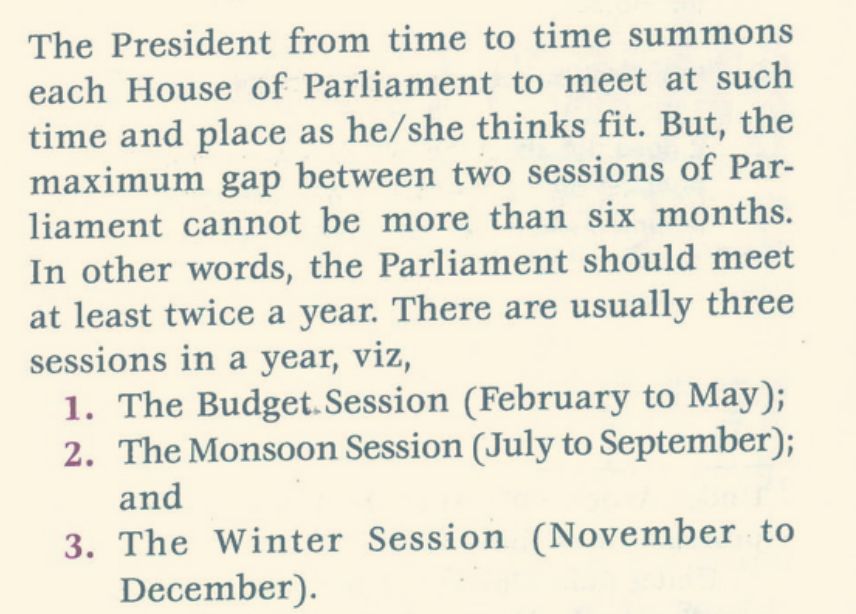 The President from time to time summons
each House of Parliament to meet at such
time and place as he/she thinks fit. But, the
maximum gap between two sessions of Par-
liament cannot be more than six months.
In other words, the Parliament should meet
at least twice a year. There are usually three
sessions in a year, viz,
1. The Budget Session (February to May);
2. The Monsoon Session (July to September);
and
3. The Winter Session (November to
December).